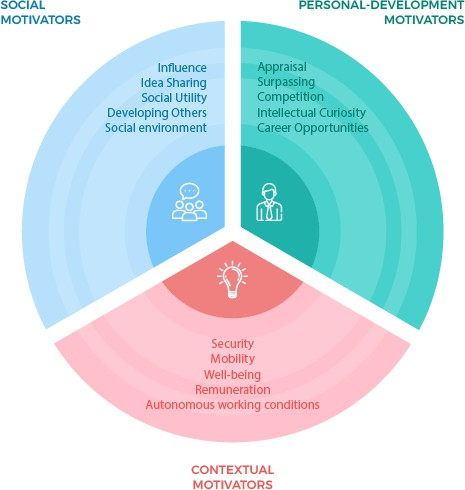 SOCIAL
MOTIVATORS
PERSONAL-DEVELOPMENT
MOTIVATORS
Influence
Idea Sharing
Social Utility
Developing Others
Social environment
Appraisal
Surpassing
Competition
Intellectual Curiosity
Career Opportunities
Security
Mobility
Well-being
Remuneration
Autonomous working conditions
CONTEXTUAL
MOTIVATORS